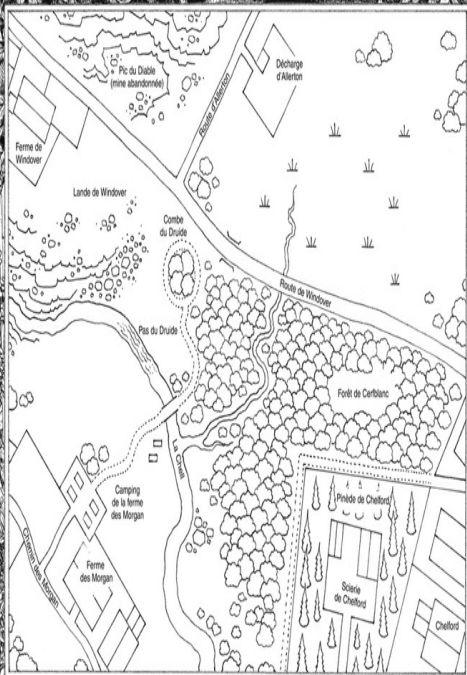 Pic du Diable
(mine abandonnée)
Route d'Allerton
Décharge
d'Allerton
Ferme de
Windover
Lande de Windover
Combe
du Druide
Route de Windover
Pas du Druide
Forêt de Cerfblanc
La Chell
Camping
de la ferme
des Morgan
Pinède de Chelford
Chemin des Morgan
Ferme
des Morgan
Scierie
de Chelford
Chelford